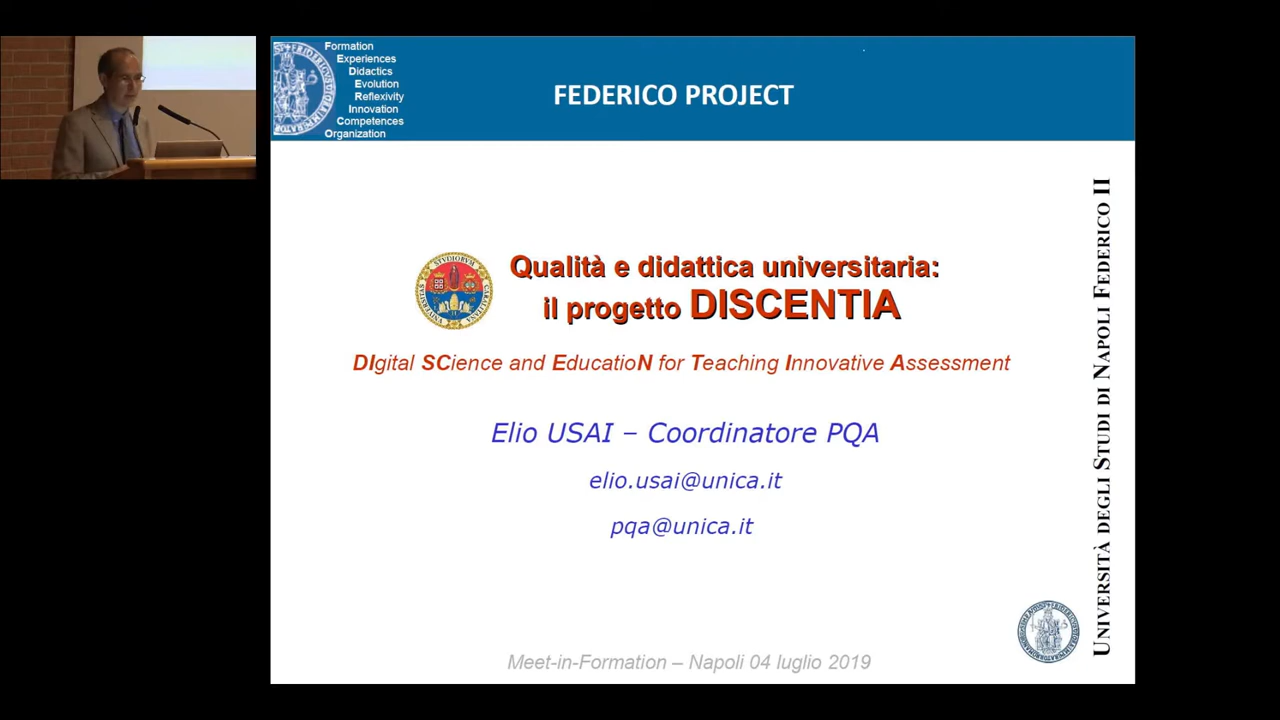 Formation
Experiences
Didactics
Evolution
Reflexivity
Innovation
Competences
Organization
FEDERICO PROJECT
Qualità e didattica universitaria:
il progetto DISCENTIA
DIgital SCience and EducatioN for Teaching Innovative Assessment
Elio USAI – Coordinatore PQA
elio.usai@unica.it
pqa@unica.it
Meet-in-Formation – Napoli 04 luglio 2019
UNIVERSITÀ DEGLI STUDI DI NAPOLI FEDERICO II